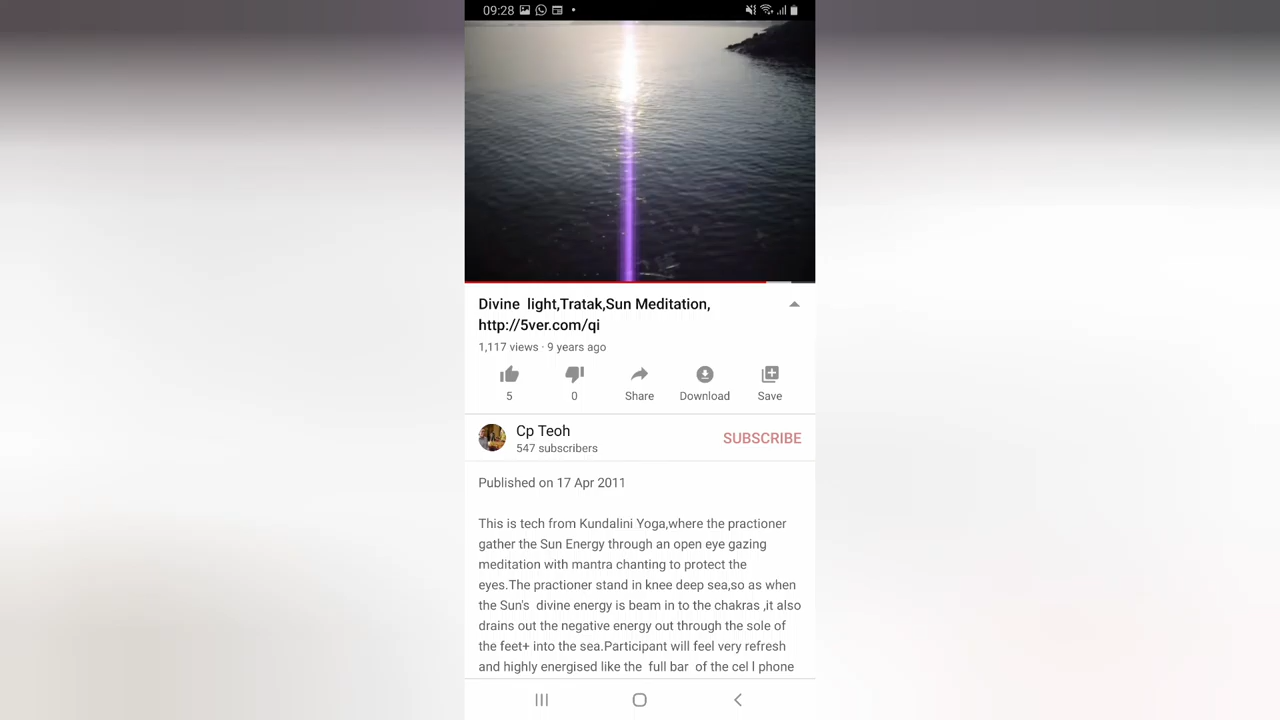 09:28
Divine light,Tratak,Sun Meditation,
http://5ver.com/qi
1,117 views · 9 years ago
5
0
Share
Download
Save
Cp Teoh
547 subscribers
SUBSCRIBE
Published on 17 Apr 2011
This is tech from Kundalini Yoga,where the practioner
gather the Sun Energy through an open eye gazing
meditation with mantra chanting to protect the
eyes.The practioner stand in knee deep sea,so as when
the Sun's divine energy is beam in to the chakras ,it also
drains out the negative energy out through the sole of
the feet+ into the sea.Participant will feel very refresh
and highly energised like the full bar of the cel l phone